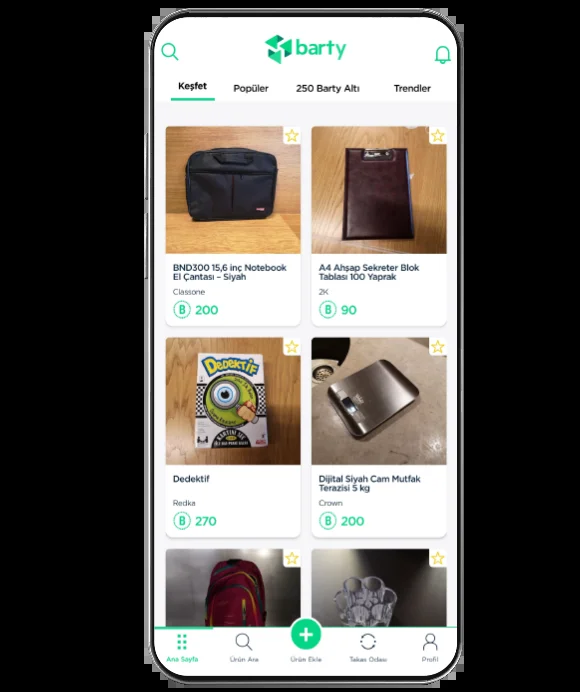 barty
Keşfet
Popüler
250 Barty Altı
Trendler
BND300 15,6 inç Notebook
El Çantası – Siyah
Classone
B 200
A4 Ahşap Sekreter Blok
Tablası 100 Yaprak
2K
B 90
DEDEKTİF
Dedektif
Redka
B 270
Dijital Siyah Cam Mutfak
Terazisi 5 kg
Crown
B 200
Ana Sayfa
Ürün Ara
Ürün Ekle
Takas Odası
Profil